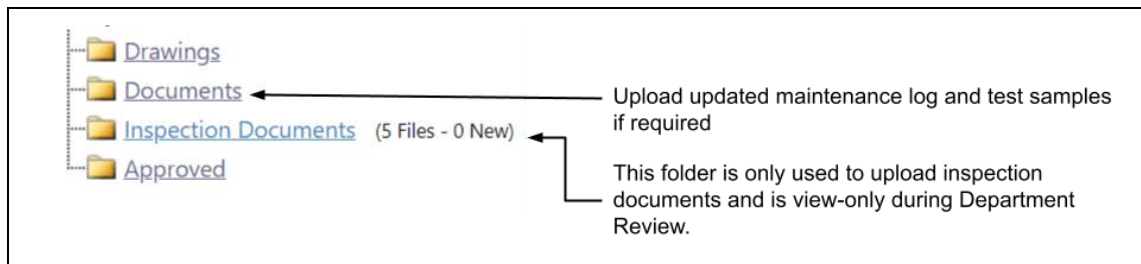 Drawings
Documents
Upload updated maintenance log and test samples
if required
Inspection Documents (5 Files - 0 New)
This folder is only used to upload inspection
documents and is view-only during Department
Review.
Approved